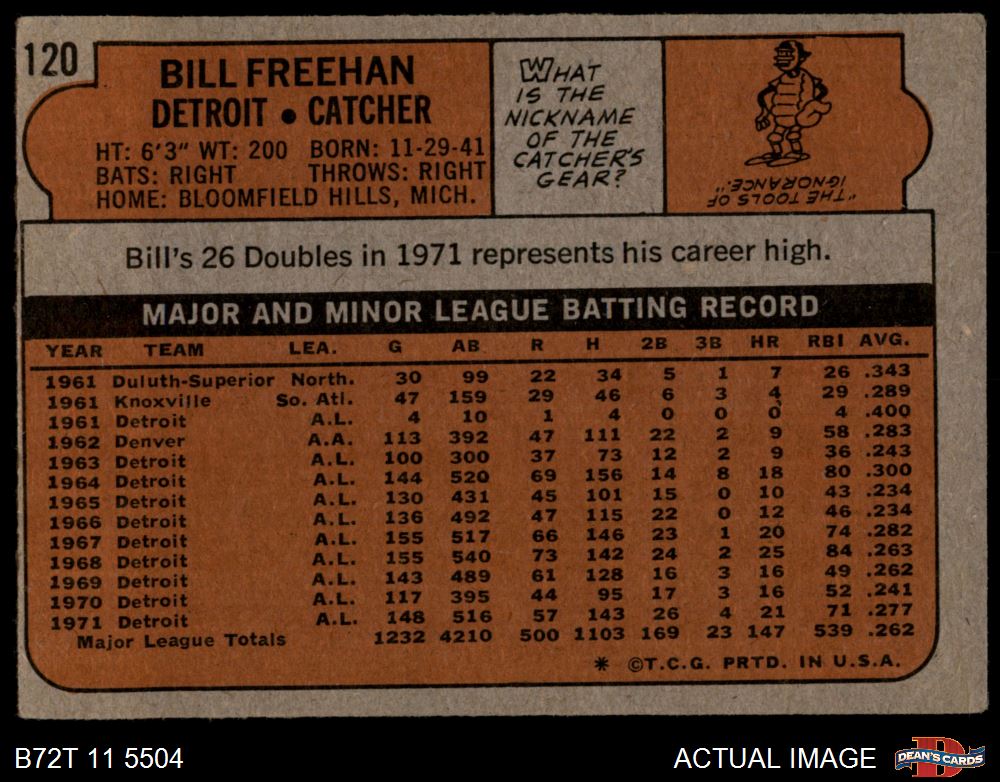 120
BILL FREEHAN
DETROIT • CATCHER
HT: 6'3" WT: 200 BORN: 11-29-41
BATS: RIGHT THROWS: RIGHT
HOME: BLOOMFIELD HILLS, MICH.
WHAT
IS THE
NICKNAME
OF THE
CATCHER'S
GEAR?
"THE TOOLS OF
IGNORANCE."
Bill's 26 Doubles in 1971 represents his career high.
MAJOR AND MINOR LEAGUE BATTING RECORD
YEAR TEAM LEA. G AB R H 2B 3B HR RBI AVG.
1961 Duluth-Superior North. 30 99 22 34 5 1 7 26 .343
1961 Knoxville So. Atl. 47 159 29 46 6 3 4 29 .289
1961 Detroit A.L. 4 10 1 4 0 0 0 4 .400
1962 Denver A.A. 113 392 47 111 22 2 9 58 .283
1963 Detroit A.L. 100 300 37 73 12 2 9 36 .243
1964 Detroit A.L. 144 520 69 156 14 8 18 80 .300
1965 Detroit A.L. 130 431 45 101 15 0 10 43 .234
1966 Detroit A.L. 136 492 47 115 22 0 12 46 .234
1967 Detroit A.L. 155 517 66 146 23 1 20 74 .282
1968 Detroit A.L. 155 540 73 142 24 2 25 84 .263
1969 Detroit A.L. 143 489 61 128 16 3 16 49 .262
1970 Detroit A.L. 117 395 44 95 17 3 16 52 .241
1971 Detroit A.L. 148 516 57 143 26 4 21 71 .277
Major League Totals 1232 4210 500 1103 169 23 147 539 .262
* ©T.C.G. PRTD. IN U.S.A.
B72T 11 5504
ACTUAL IMAGE
D
DEAN'S CARDS